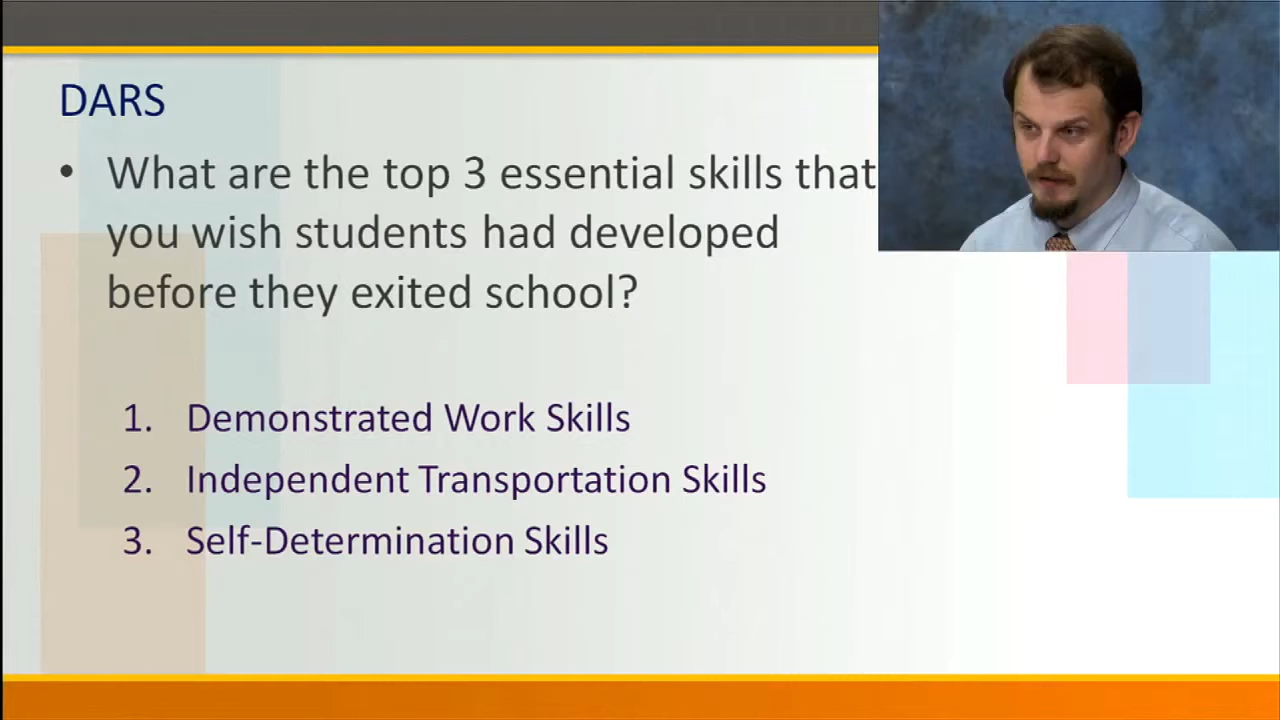 DARS
• What are the top 3 essential skills that
you wish students had developed
before they exited school?
1. Demonstrated Work Skills
2. Independent Transportation Skills
3. Self-Determination Skills